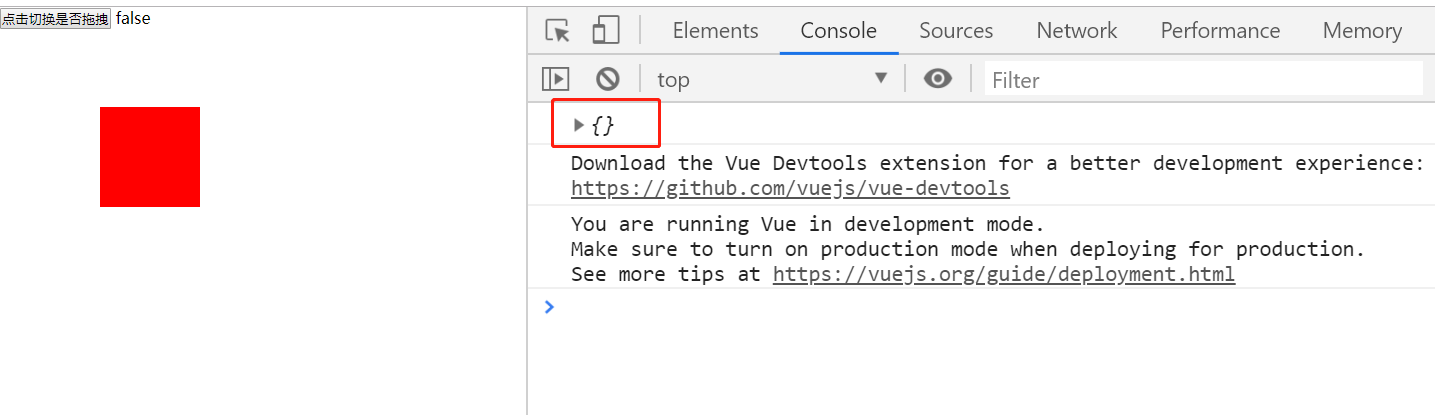 点击切换是否拖拽 false
Elements Console Sources Network Performance Memory
top Filter
{}
Download the Vue Devtools extension for a better development experience:
https://github.com/vuejs/vue-devtools
You are running Vue in development mode.
Make sure to turn on production mode when deploying for production.
See more tips at https://vuejs.org/guide/deployment.html